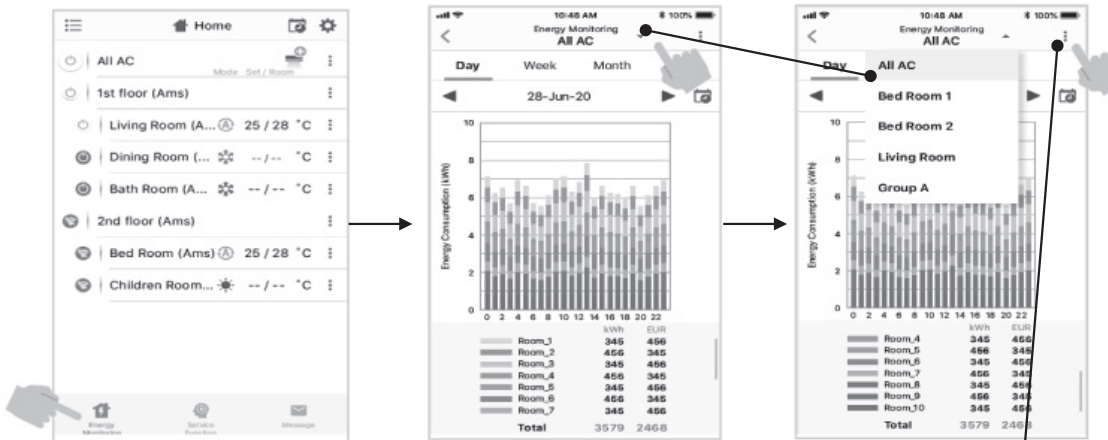 Home
All AC
Mode Set / Room
1st floor (Ams)
Living Room (A... A 25 / 28 °C
Dining Room (... -- / -- °C
Bath Room (A... -- / -- °C
2nd floor (Ams)
Bed Room (Ams) A 25 / 28 °C
Children Room... -- / -- °C
Energy Monitoring
Service Function
Message
10:48 AM 100%
Energy Monitoring
All AC
Day Week Month
28-Jun-20
Energy Consumption (kWh)
10
8
6
4
2
0
0 2 4 6 8 10 12 14 16 18 20 22
kWh EUR
Room_1 345 456
Room_2 456 345
Room_3 345 456
Room_4 456 345
Room_5 345 456
Room_6 456 345
Room_7 345 456
Total 3579 2468
10:48 AM 100%
Energy Monitoring
All AC
Day
All AC
Bed Room 1
Bed Room 2
Living Room
Group A
Energy Consumption (kWh)
10
8
6
4
2
0
0 2 4 6 8 10 12 14 16 18 20 22
kWh EUR
Room_4 345 456
Room_5 456 345
Room_6 345 456
Room_7 456 345
Room_8 345 456
Room_9 456 345
Room_10 345 456
Total 3579 2468